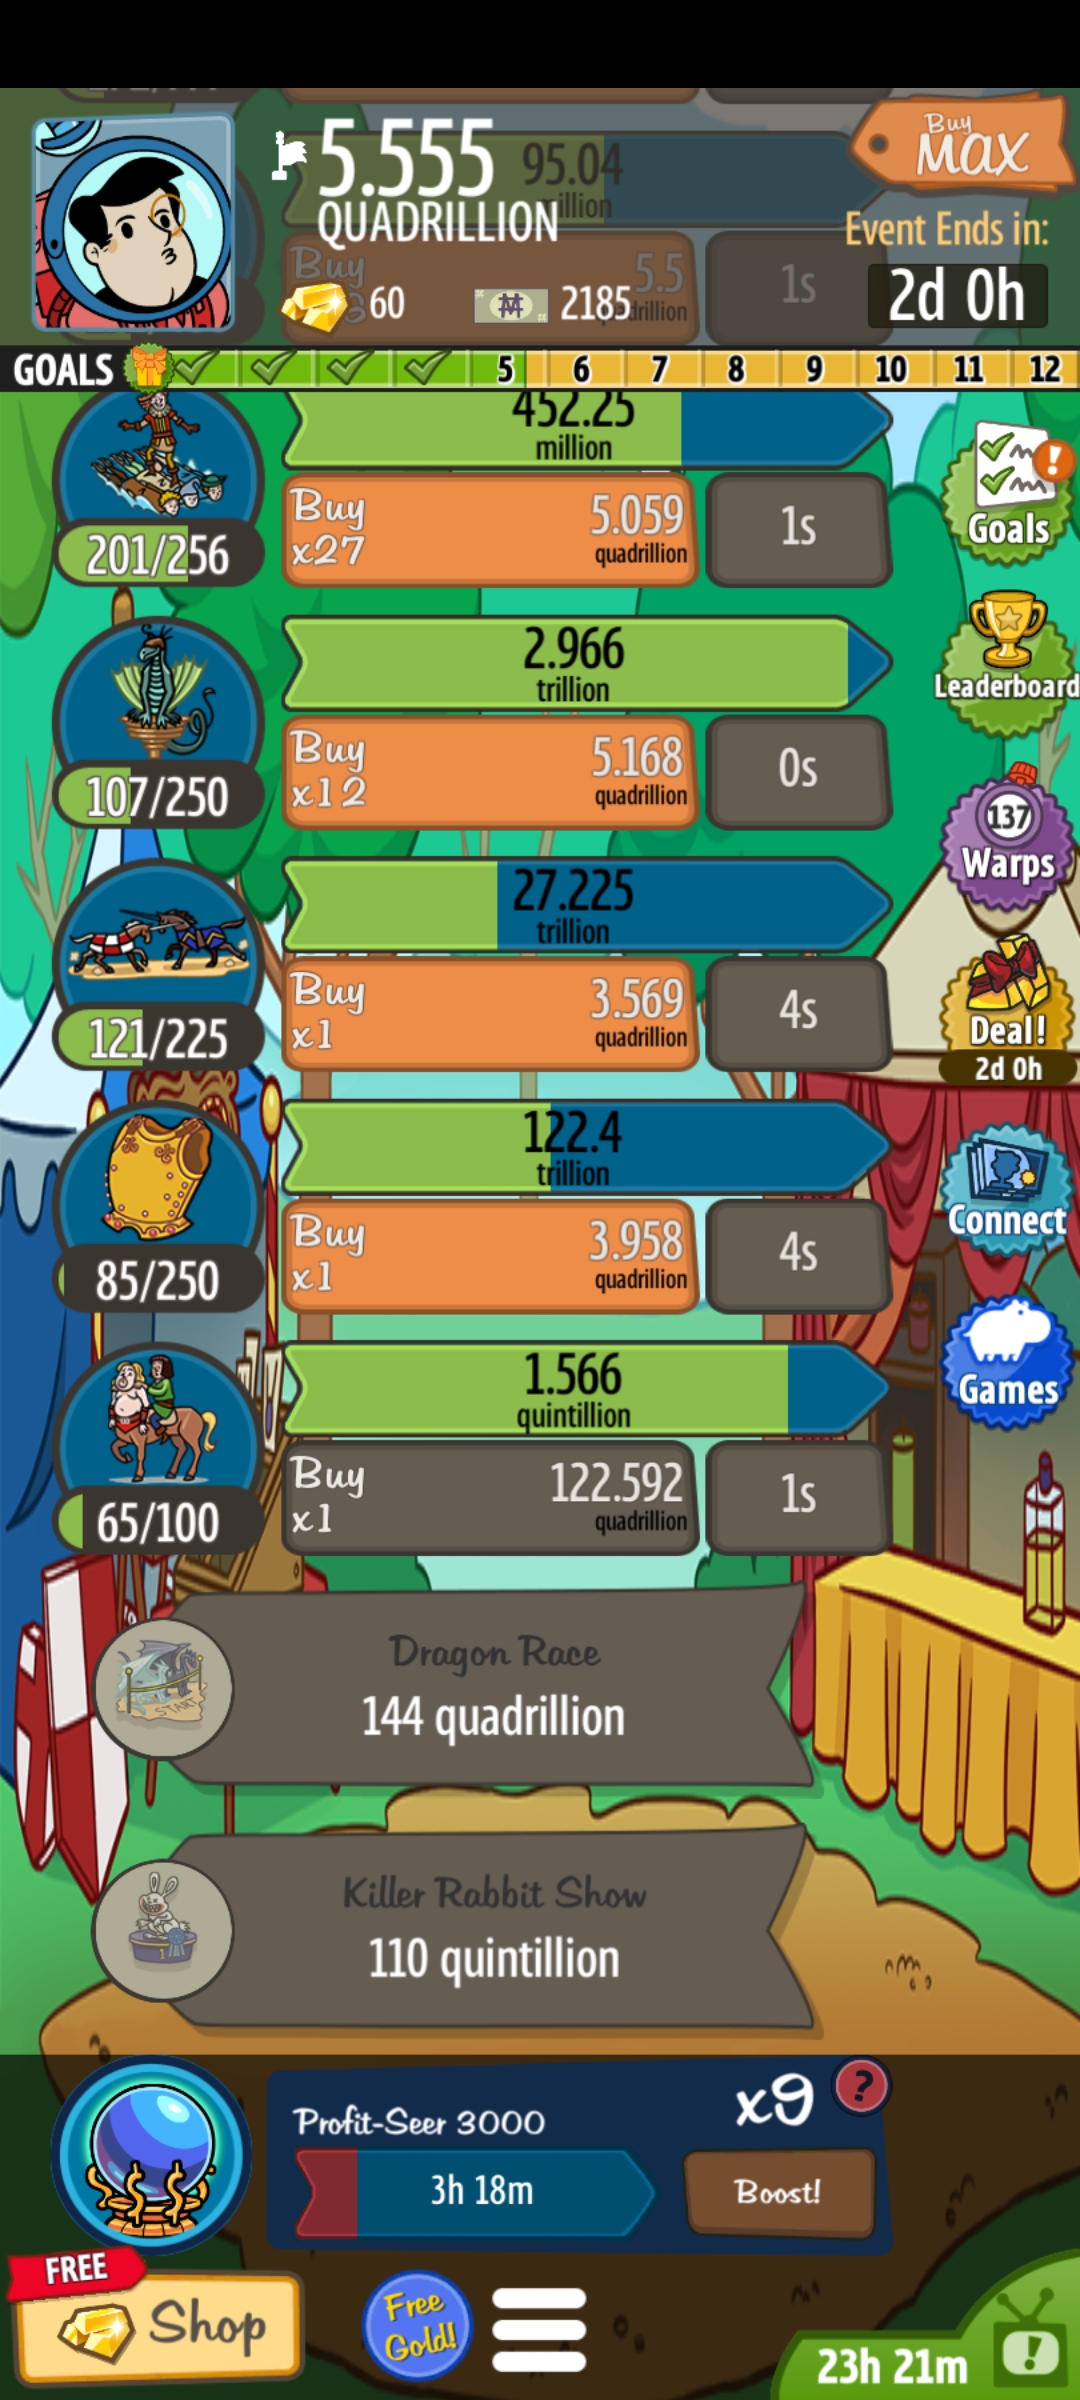 5.555
QUADRILLION
95.04
Buy
MAX
Event Ends in:
2d 0h
Buy
5.5
1s
60
2185
GOALS
5
6
7
8
9
10
11
12
452.25
million
Buy
x27
5.059
quadrillion
1s
201/256
Goals
2.966
trillion
Leaderboard
Buy
x12
5.168
quadrillion
0s
107/250
137
Warps
27.225
trillion
Buy
x1
3.569
quadrillion
4s
121/225
Deal!
2d 0h
122.4
trillion
Buy
x1
3.958
quadrillion
4s
85/250
Connect
1.566
quintillion
Games
Buy
x1
122.592
quadrillion
1s
65/100
Dragon Race
144 quadrillion
START
Killer Rabbit Show
110 quintillion
1
Profit-Seer 3000
x9
?
3h 18m
Boost!
FREE
Shop
Free
Gold!
23h 21m